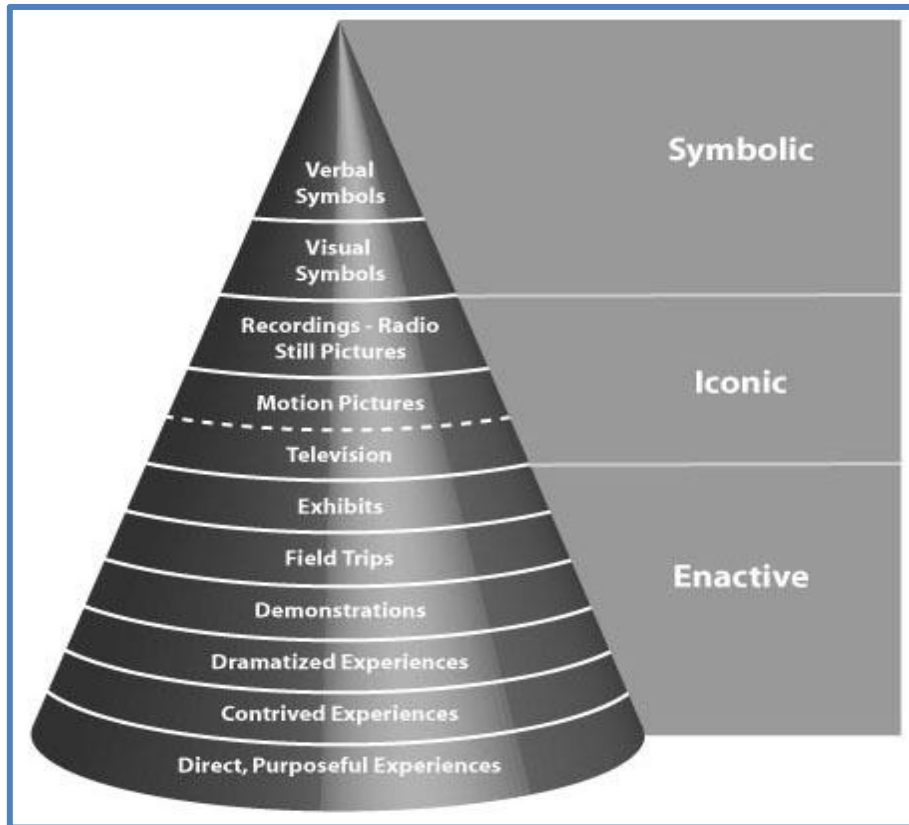 Verbal
Symbols
Visual
Symbols
Recordings - Radio
Still Pictures
Motion Pictures
Television
Exhibits
Field Trips
Demonstrations
Dramatized Experiences
Contrived Experiences
Direct, Purposeful Experiences
Symbolic
Iconic
Enactive